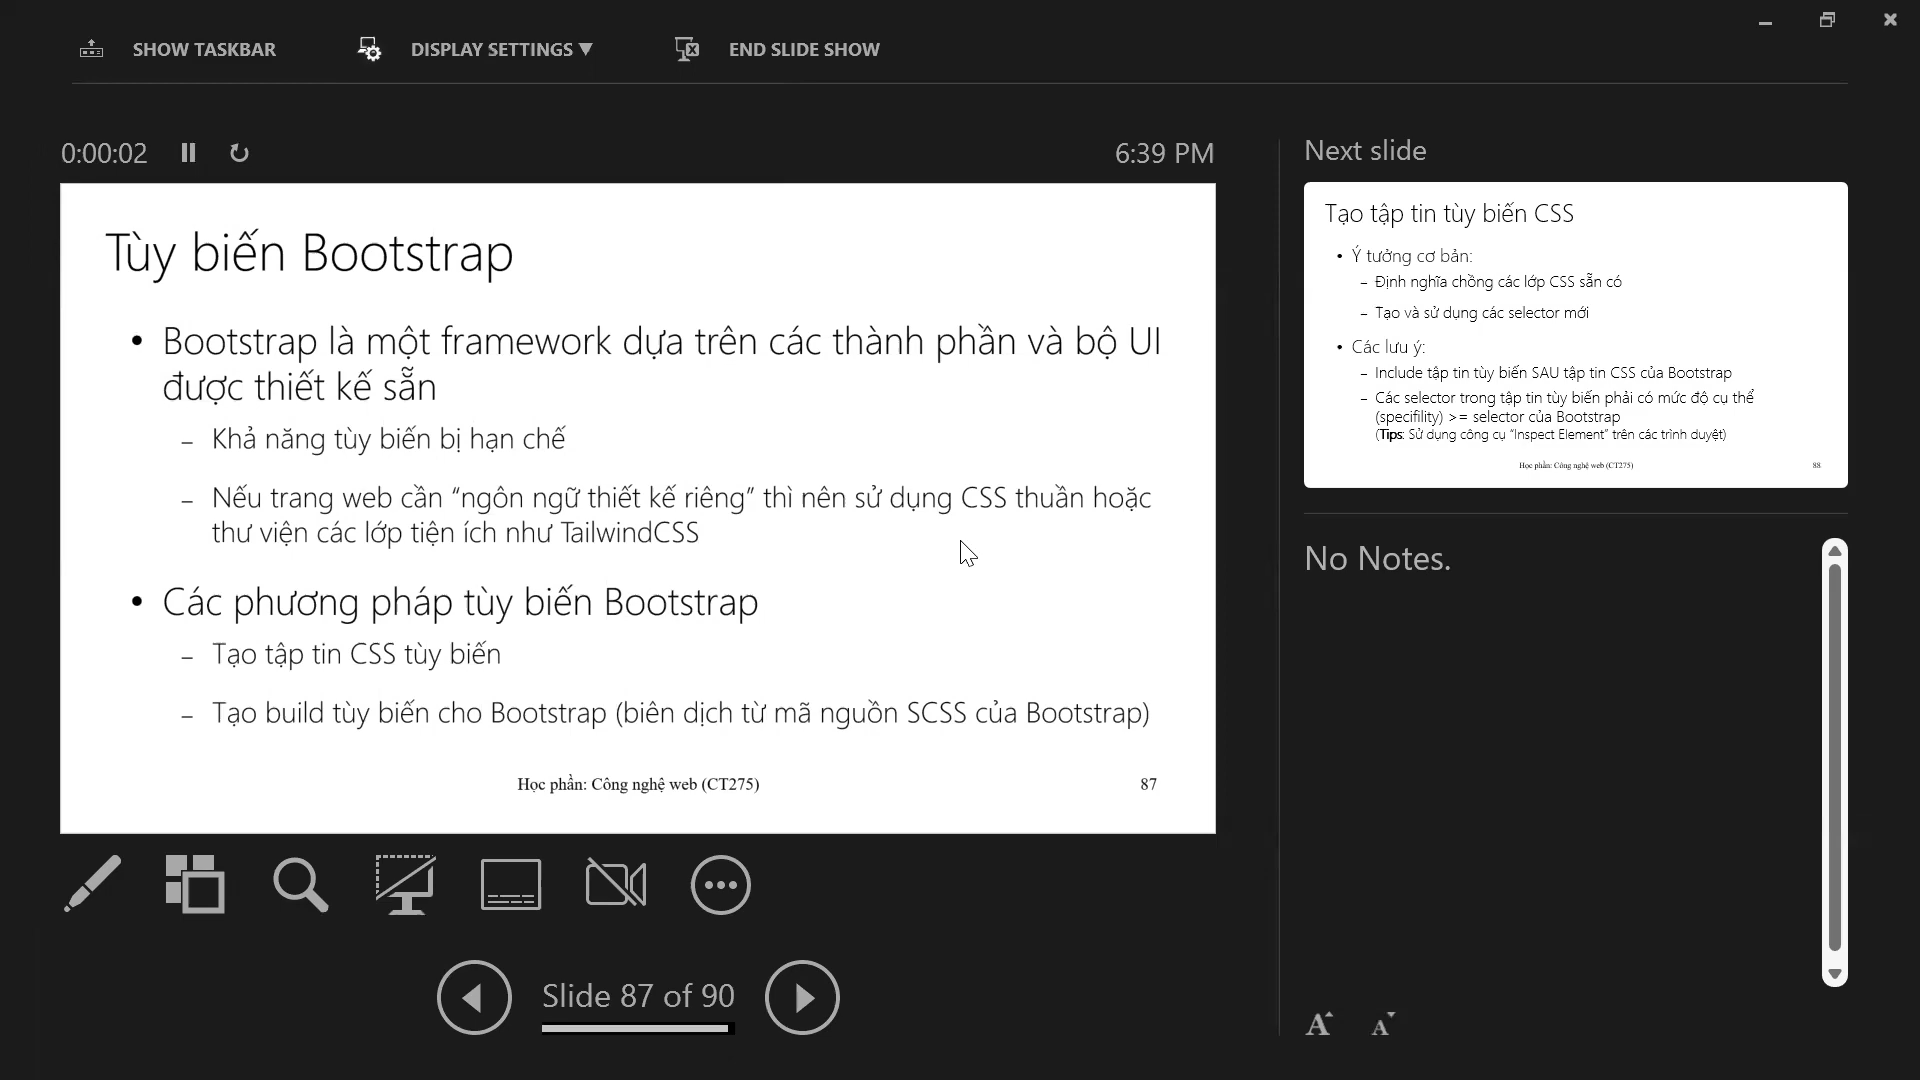 SHOW TASKBAR
DISPLAY SETTINGS ▼
END SLIDE SHOW
0:00:02
6:39 PM
Tùy biến Bootstrap
• Bootstrap là một framework dựa trên các thành phần và bộ UI
được thiết kế sẵn
– Khả năng tùy biến bị hạn chế
– Nếu trang web cần “ngôn ngữ thiết kế riêng” thì nên sử dụng CSS thuần hoặc
thư viện các lớp tiện ích như TailwindCSS
• Các phương pháp tùy biến Bootstrap
– Tạo tập tin CSS tùy biến
– Tạo build tùy biến cho Bootstrap (biên dịch từ mã nguồn SCSS của Bootstrap)
Học phần: Công nghệ web (CT275)
87
Slide 87 of 90
Next slide
Tạo tập tin tùy biến CSS
• Ý tưởng cơ bản:
– Định nghĩa chồng các lớp CSS sẵn có
– Tạo và sử dụng các selector mới
• Các lưu ý:
– Include tập tin tùy biến SAU tập tin CSS của Bootstrap
– Các selector trong tập tin tùy biến phải có mức độ cụ thể
(specifility) >= selector của Bootstrap
(Tips: Sử dụng công cụ “Inspect Element” trên các trình duyệt)
Học phần: Công nghệ web (CT275)
88
No Notes.
A A